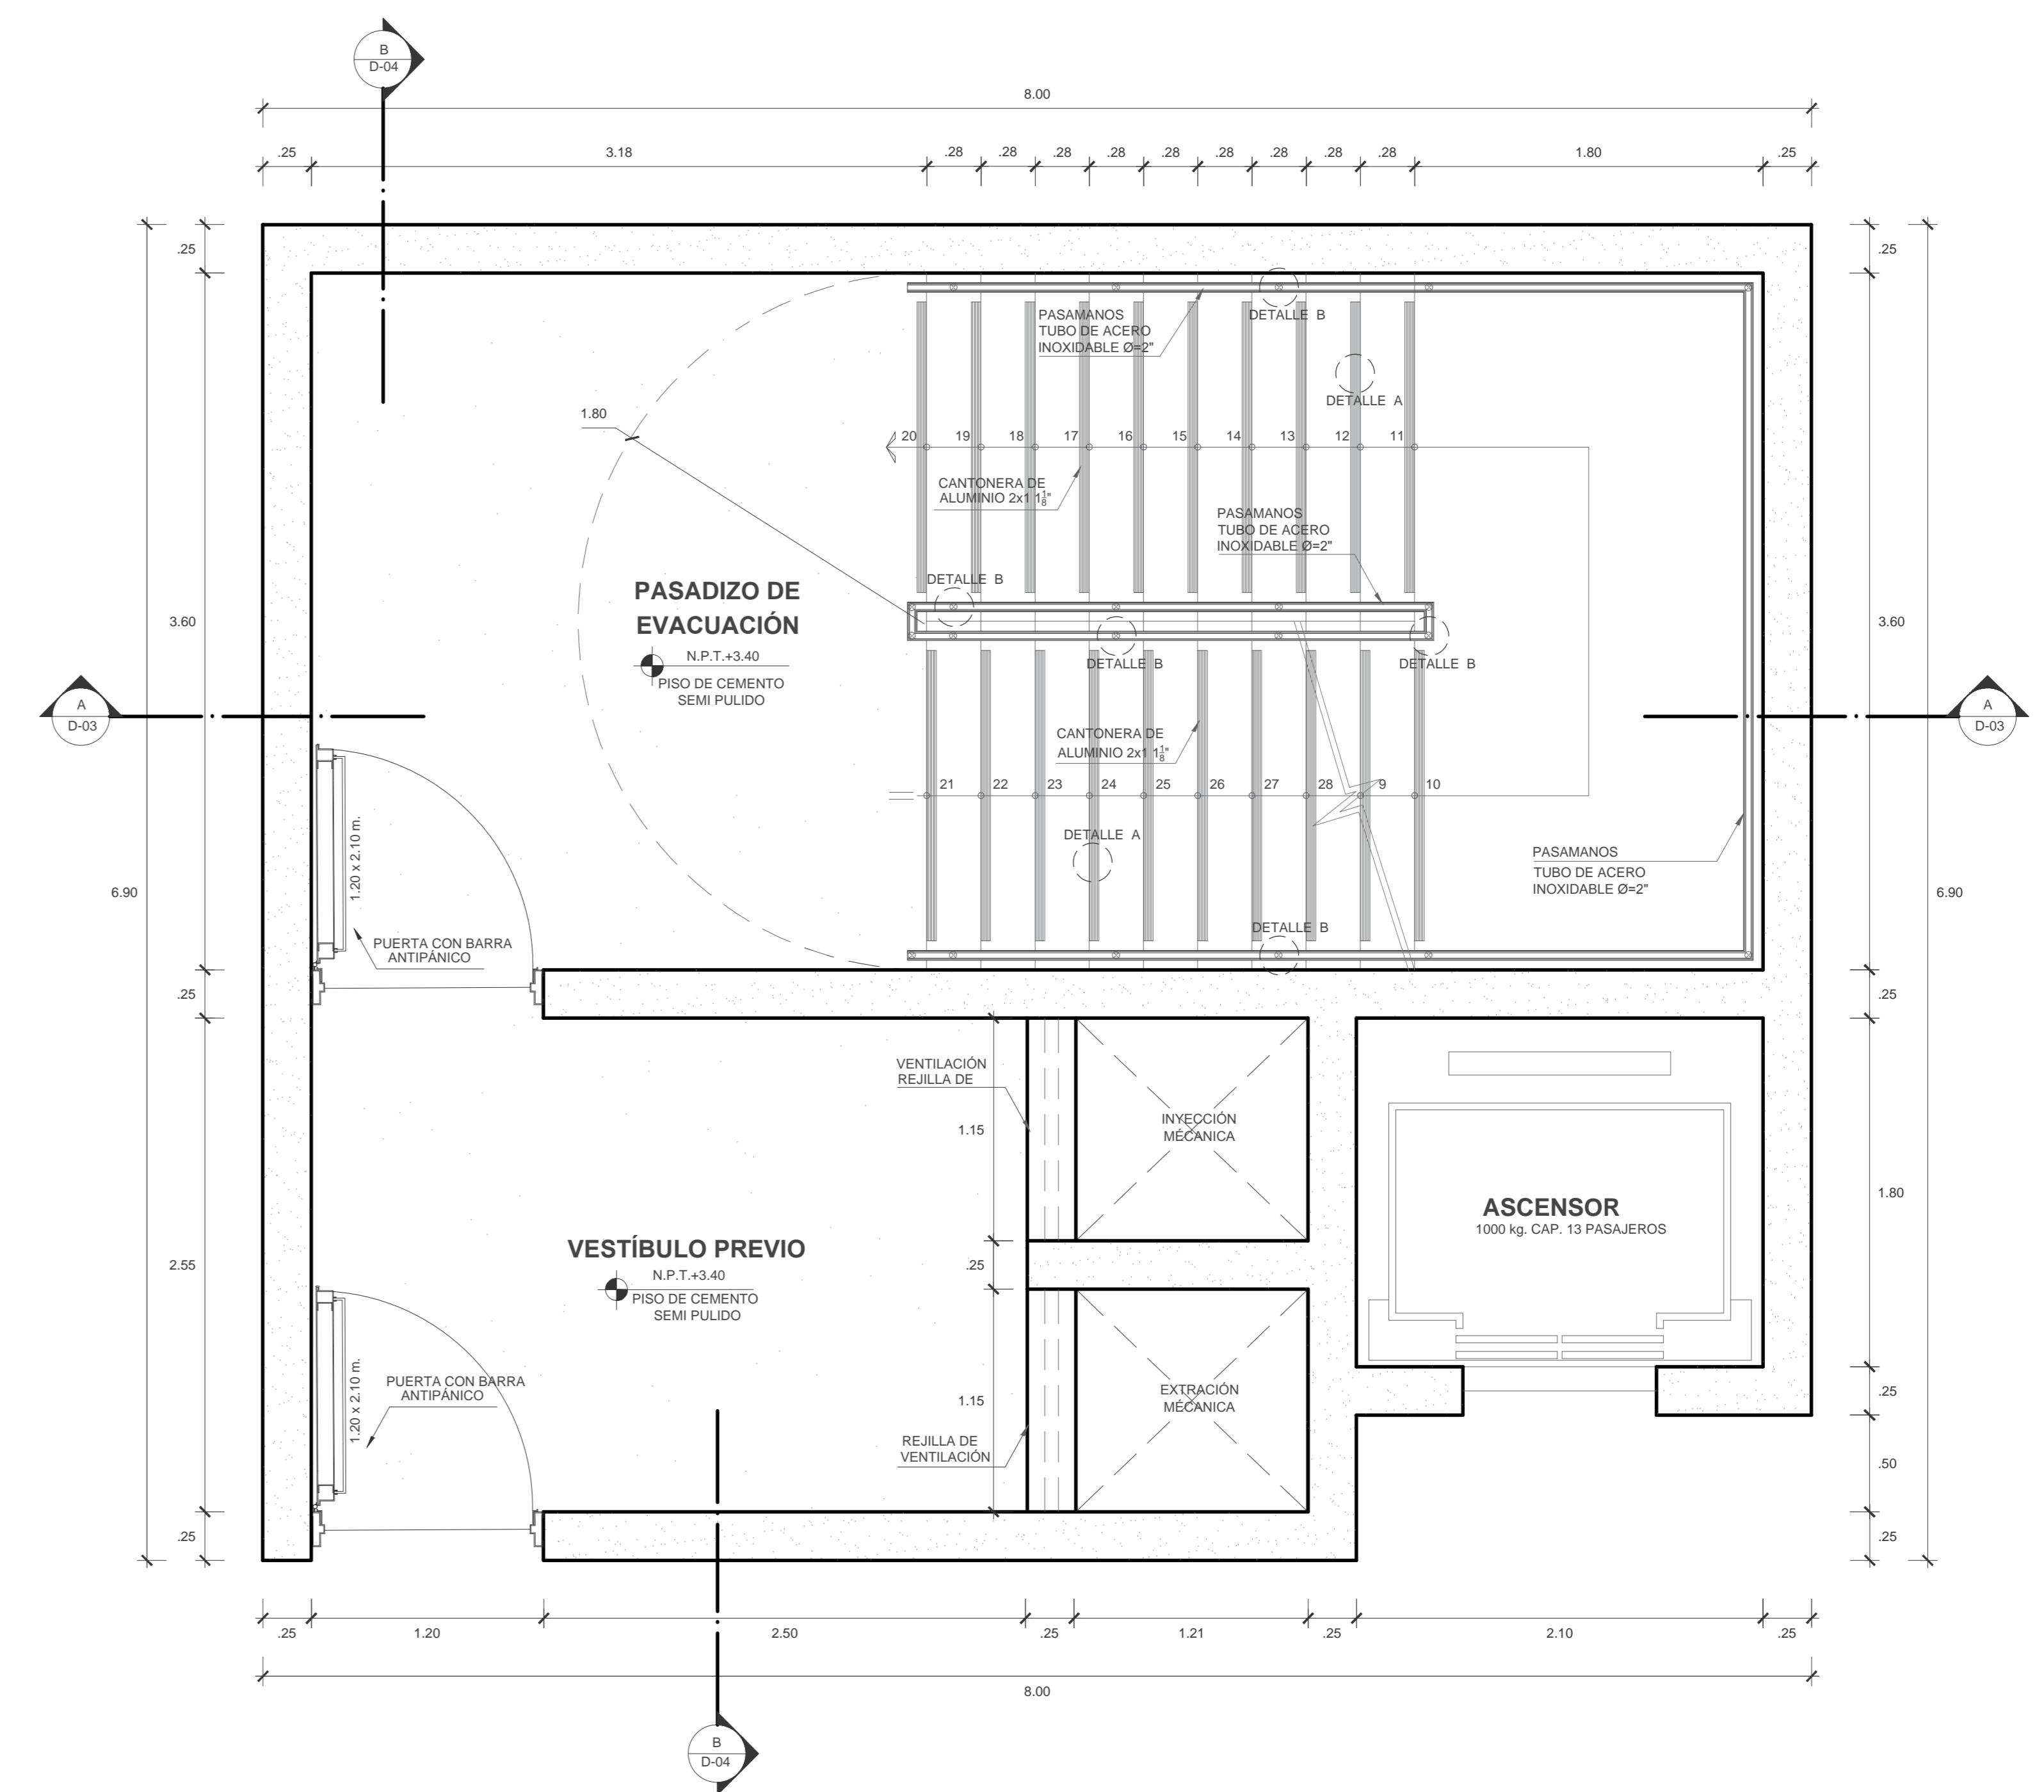 B
D-04
8.00
.25
3.18
.28
.28
.28
.28
.28
.28
.28
.28
.28
1.80
.25
.25
.25
PASAMANOS
TUBO DE ACERO
INOXIDABLE Ø=2"
DETALLE B
DETALLE A
1.80
20
19
18
17
16
15
14
13
12
11
CANTONERA DE
ALUMINIO 2x1 1 1/8"
PASAMANOS
TUBO DE ACERO
INOXIDABLE Ø=2"
DETALLE B
PASADIZO DE
EVACUACIÓN
N.P.T.+3.40
PISO DE CEMENTO
SEMI PULIDO
3.60
3.60
DETALLE B
DETALLE B
A
D-03
A
D-03
CANTONERA DE
ALUMINIO 2x1 1 1/8"
21
22
23
24
25
26
27
28
9
10
DETALLE A
PASAMANOS
TUBO DE ACERO
INOXIDABLE Ø=2"
1.20 x 2.10 m.
6.90
6.90
PUERTA CON BARRA
ANTIPÁNICO
DETALLE B
.25
.25
VENTILACIÓN
REJILLA DE
1.15
INYECCIÓN
MÉCANICA
ASCENSOR
1000 kg. CAP. 13 PASAJEROS
1.80
VESTÍBULO PREVIO
N.P.T.+3.40
PISO DE CEMENTO
SEMI PULIDO
2.55
.25
1.20 x 2.10 m.
PUERTA CON BARRA
ANTIPÁNICO
1.15
EXTRACIÓN
MÉCANICA
.25
REJILLA DE
VENTILACIÓN
.50
.25
.25
.25
1.20
2.50
.25
1.21
.25
2.10
.25
8.00
B
D-04